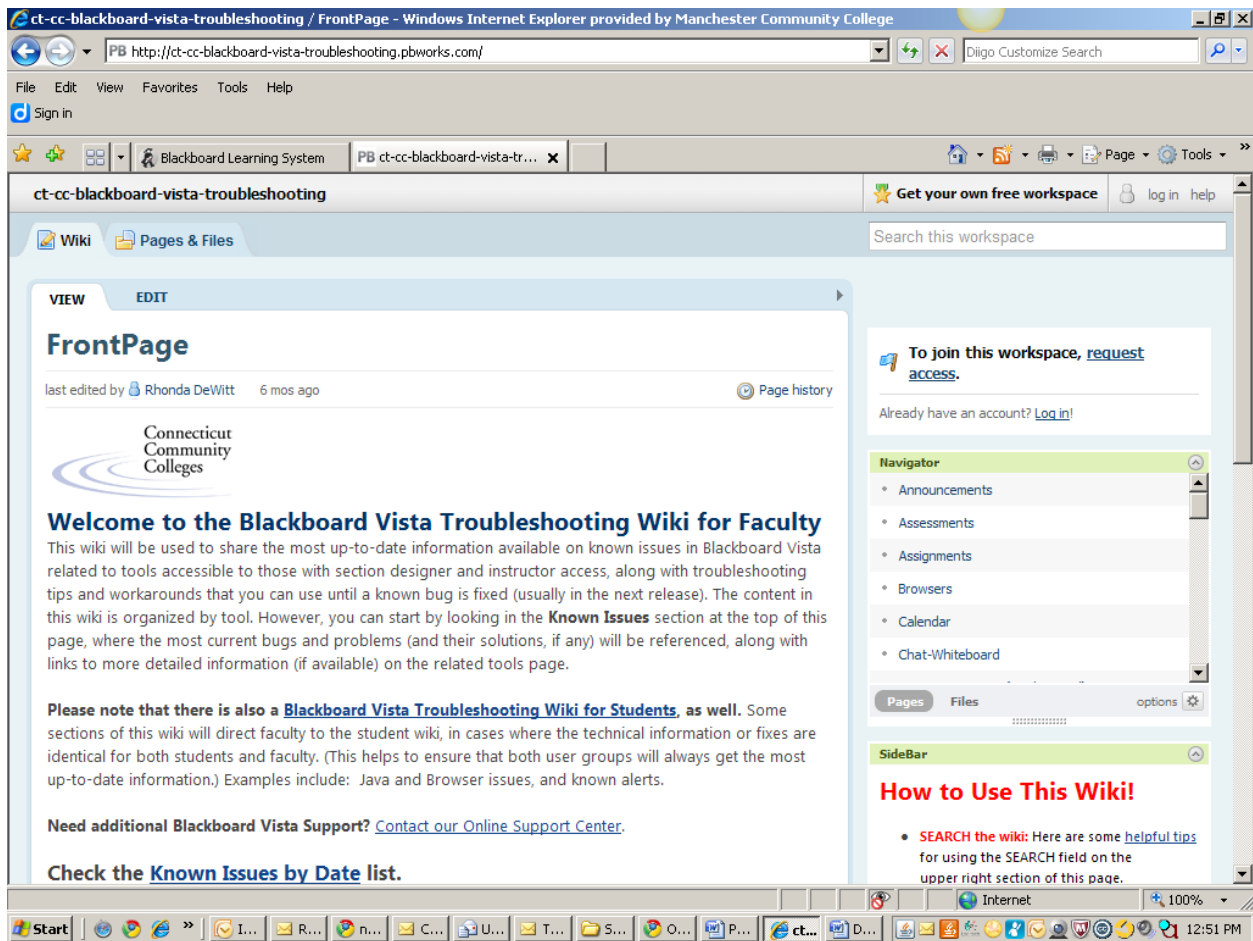 ct-cc-blackboard-vista-troubleshooting / FrontPage - Windows Internet Explorer provided by Manchester Community College
PB http://ct-cc-blackboard-vista-troubleshooting.pbworks.com/
Diigo Customize Search
File Edit View Favorites Tools Help
d Sign in
Blackboard Learning System
PB ct-cc-blackboard-vista-tr...
Page Tools »
ct-cc-blackboard-vista-troubleshooting
Get your own free workspace
log in help
Wiki Pages & Files
Search this workspace
VIEW EDIT
FrontPage
last edited by Rhonda DeWitt 6 mos ago
Page history
Connecticut
Community
Colleges
Welcome to the Blackboard Vista Troubleshooting Wiki for Faculty
This wiki will be used to share the most up-to-date information available on known issues in Blackboard Vista
related to tools accessible to those with section designer and instructor access, along with troubleshooting
tips and workarounds that you can use until a known bug is fixed (usually in the next release). The content in
this wiki is organized by tool. However, you can start by looking in the Known Issues section at the top of this
page, where the most current bugs and problems (and their solutions, if any) will be referenced, along with
links to more detailed information (if available) on the related tools page.
Please note that there is also a Blackboard Vista Troubleshooting Wiki for Students, as well. Some
sections of this wiki will direct faculty to the student wiki, in cases where the technical information or fixes are
identical for both students and faculty. (This helps to ensure that both user groups will always get the most
up-to-date information.) Examples include: Java and Browser issues, and known alerts.
Need additional Blackboard Vista Support? Contact our Online Support Center.
Check the Known Issues by Date list.
To join this workspace, request
access.
Already have an account? Log in!
Navigator
Announcements
Assessments
Assignments
Browsers
Calendar
Chat-Whiteboard
Pages Files options
SideBar
How to Use This Wiki!
• SEARCH the wiki: Here are some helpful tips
for using the SEARCH field on the
upper right section of this page.
Internet 100%
Start » I... R... n... C... U... T... S... O... P... ct... D... 12:51 PM